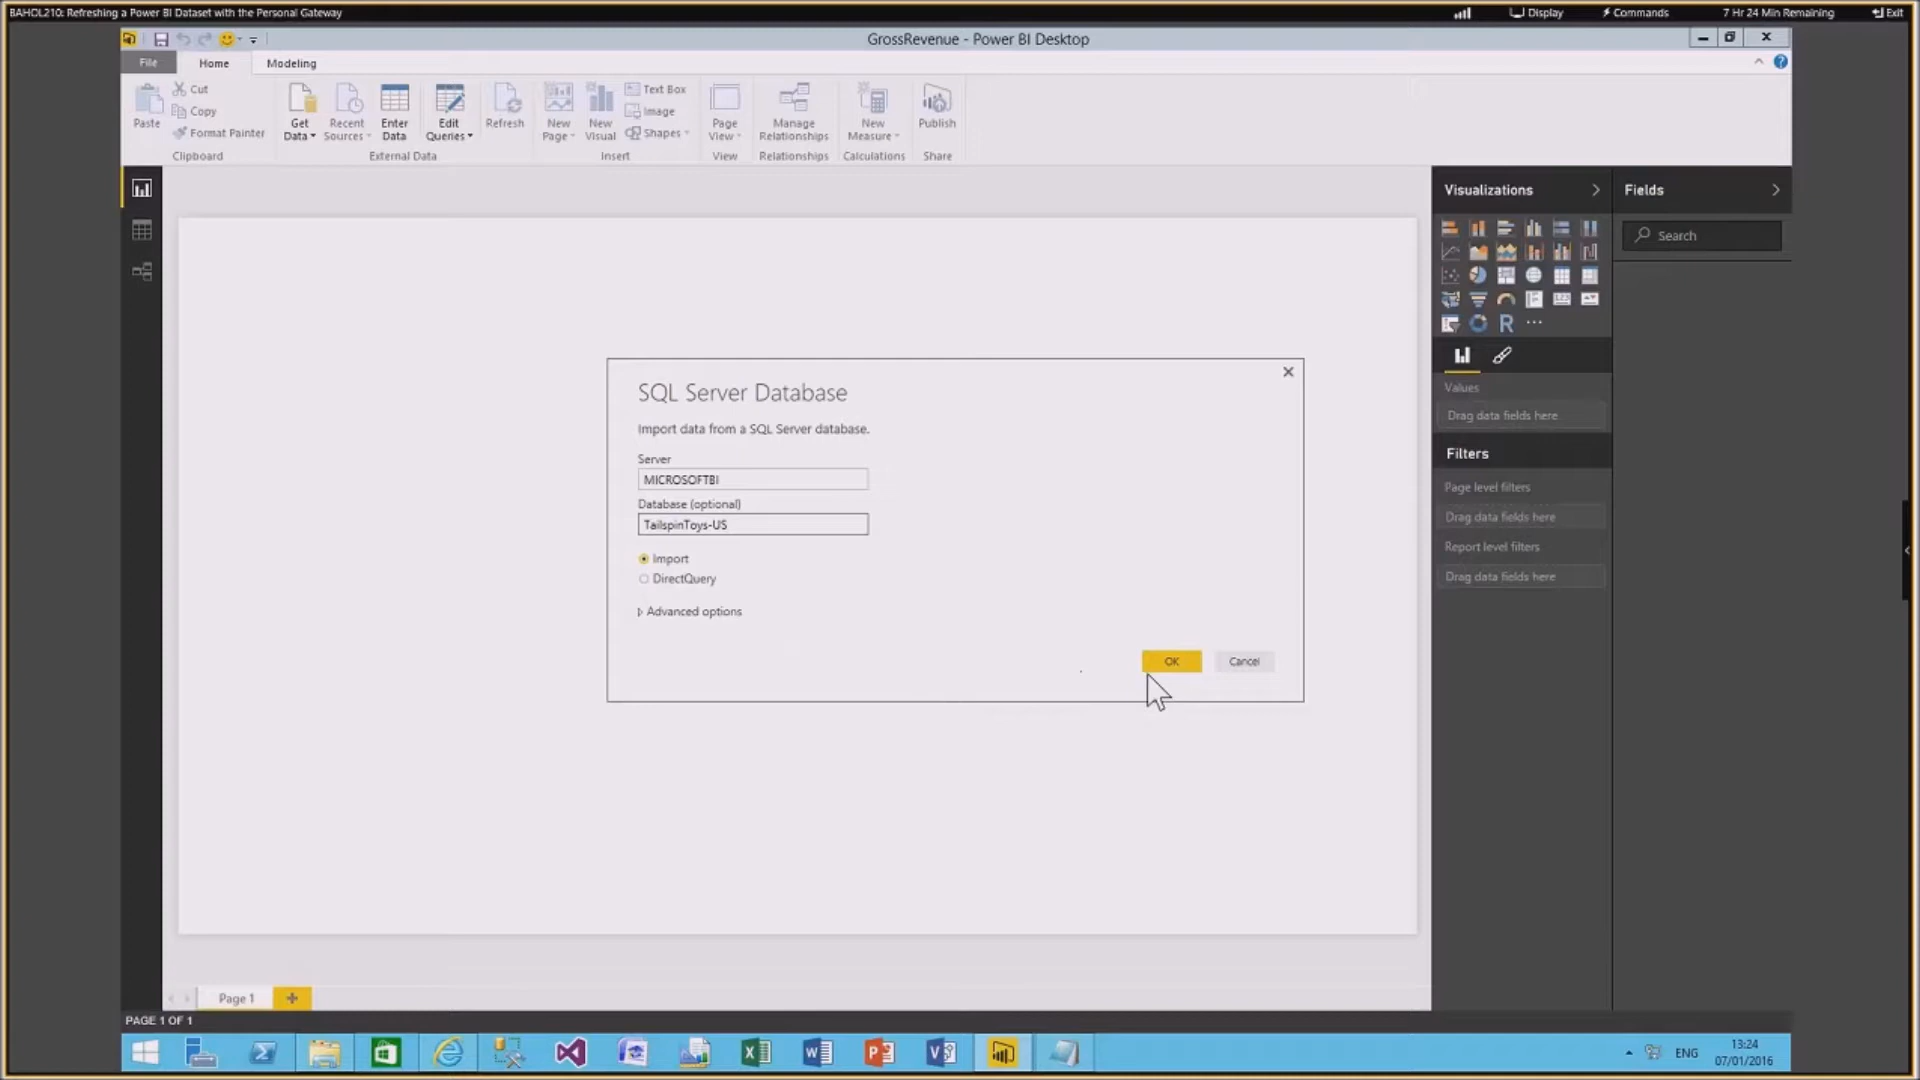 BAHOL210: Refreshing a Power BI Dataset with the Personal Gateway
Display
Commands
7 Hr 24 Min Remaining
Exit
GrossRevenue - Power BI Desktop
File
Home
Modeling
Paste
Cut
Copy
Format Painter
Clipboard
Get Data
Recent Sources
Enter Data
Edit Queries
Refresh
External Data
New Page
New Visual
Text Box
Image
Shapes
Insert
Page View
View
Manage Relationships
Relationships
New Measure
Calculations
Publish
Share
Visualizations
Fields
Search
R
Values
Drag data fields here
Filters
Page level filters
Drag data fields here
Report level filters
Drag data fields here
SQL Server Database
Import data from a SQL Server database.
Server
MICROSOFTBI
Database (optional)
TailspinToys-US
Import
DirectQuery
Advanced options
OK
Cancel
Page 1
PAGE 1 OF 1
ENG
13:24
07/01/2016